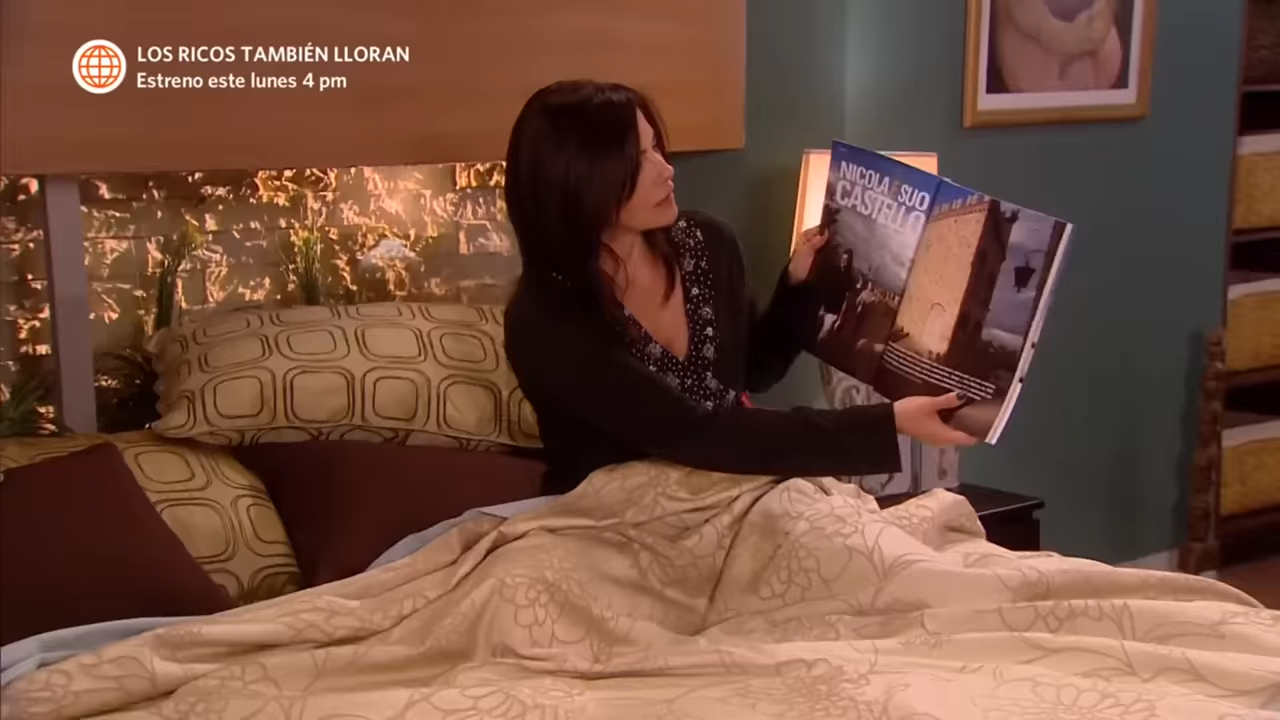 LOS RICOS TAMBIÉN LLORAN
Estreno este lunes 4 pm
NICOLA E SUO
CASTELLO